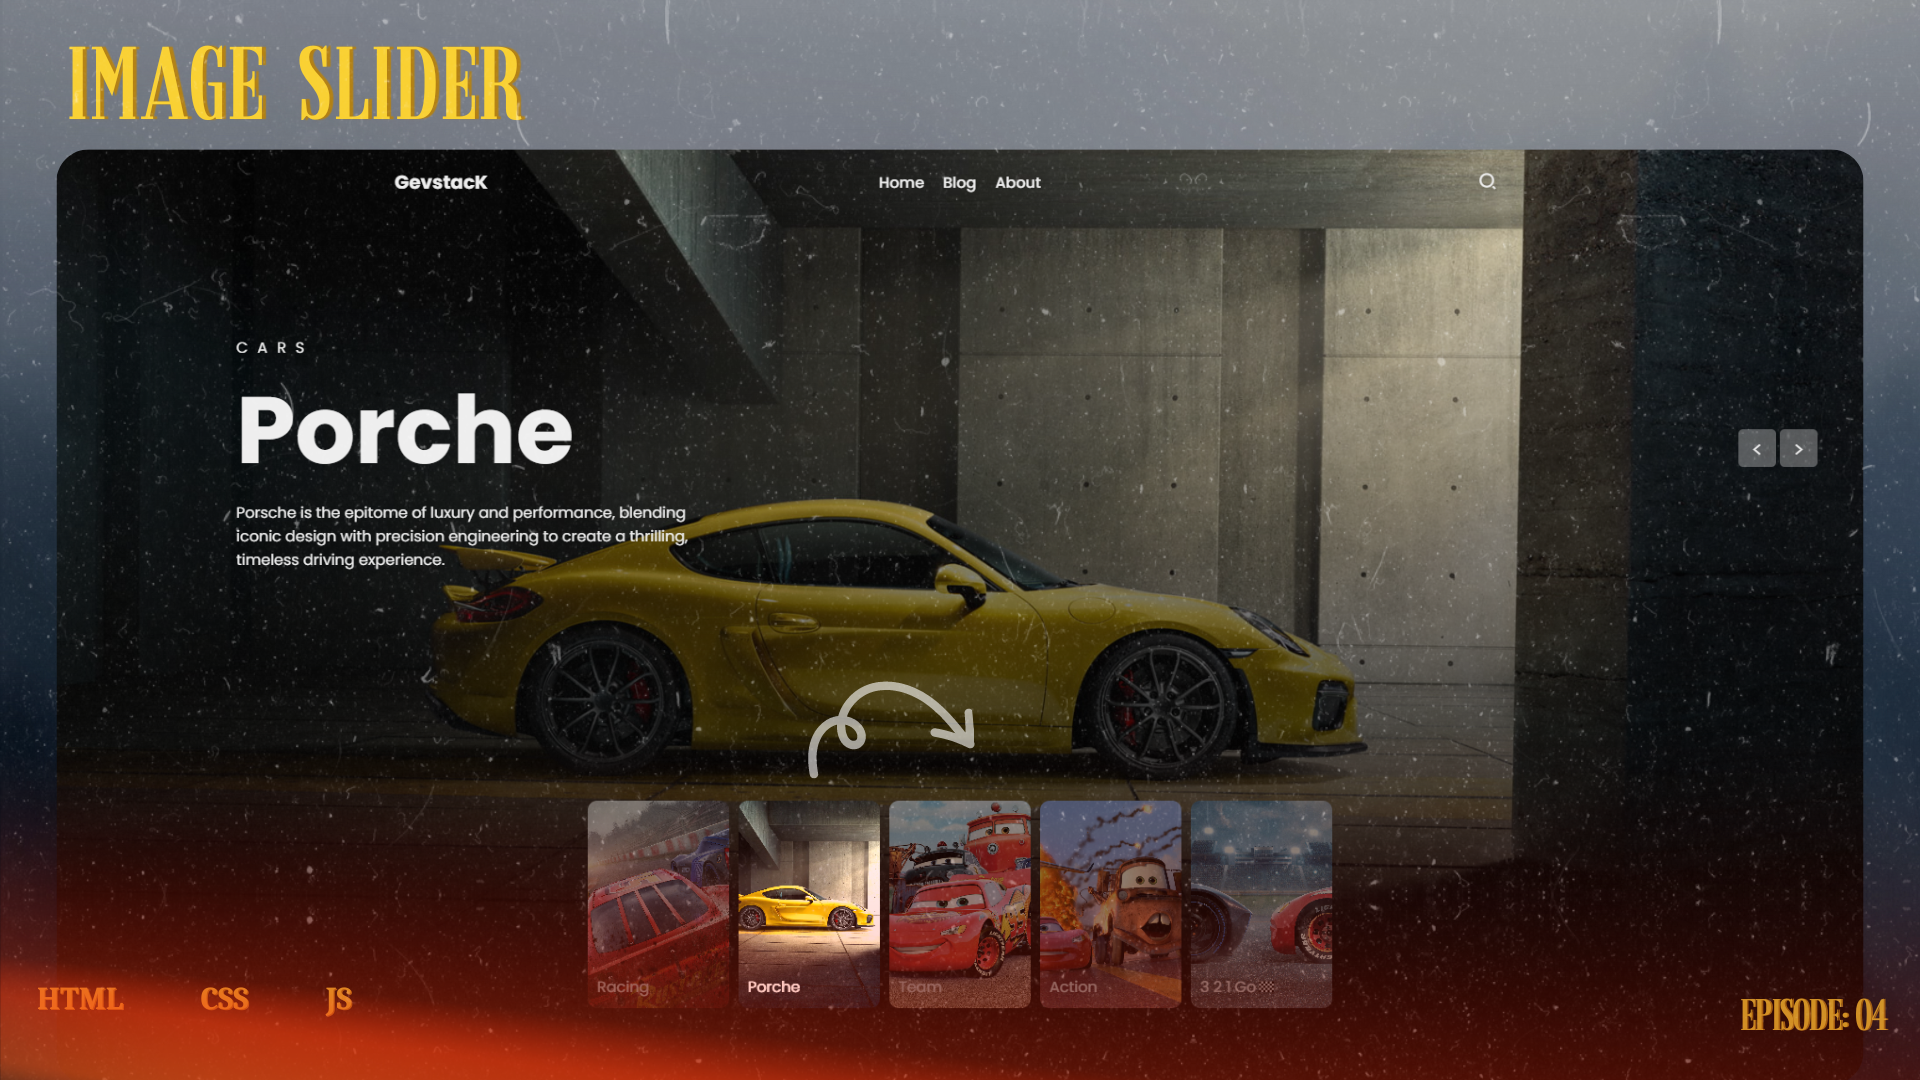 IMAGE SLIDER
GevstacK
Home Blog About
CARS
Porche
Porsche is the epitome of luxury and performance, blending
iconic design with precision engineering to create a thrilling,
timeless driving experience.
< >
Racing
Porche
Team
Action
3 2 1 Go 🏁
HTML CSS JS
EPISODE: 04